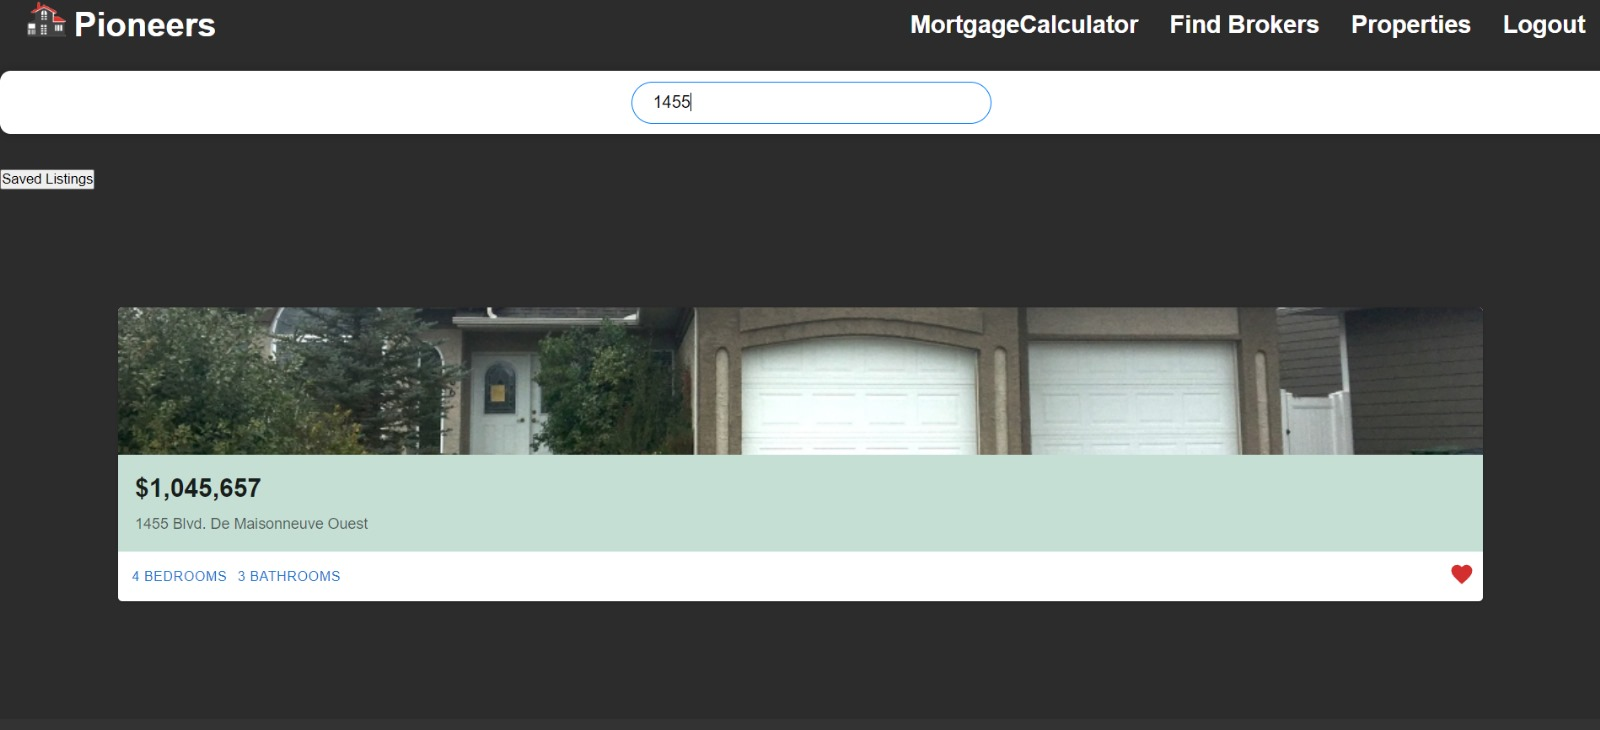 Pioneers
MortgageCalculator Find Brokers Properties Logout
1455
Saved Listings
$1,045,657
1455 Blvd. De Maisonneuve Ouest
4 BEDROOMS 3 BATHROOMS